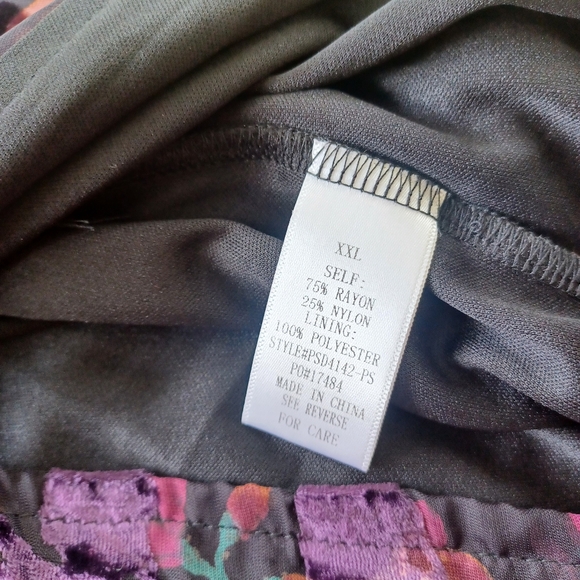 XXL
SELF:
75% RAYON
25% NYLON
LINING:
100% POLYESTER
STYLE#PSD4142-PS
PO#17484
MADE IN CHINA
SEE REVERSE
FOR CARE